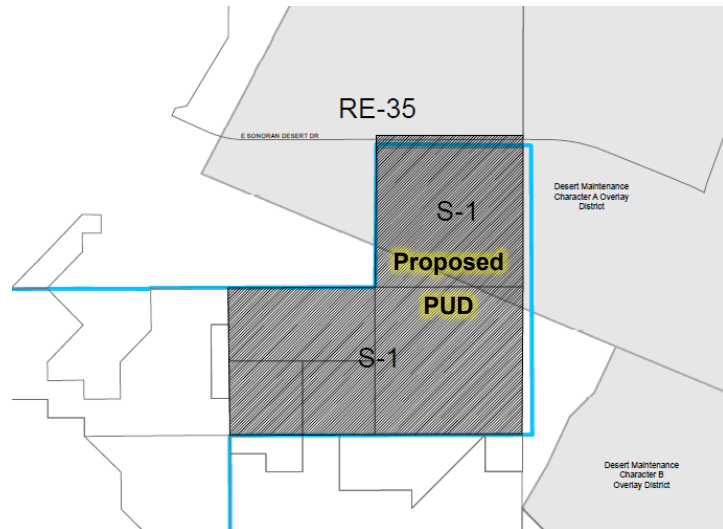 RE-35
E SONORAN DESERT DR
Desert Maintenance
Character A Overlay
District
S-1
Proposed
PUD
S-1
Desert Maintenance
Character B
Overlay District